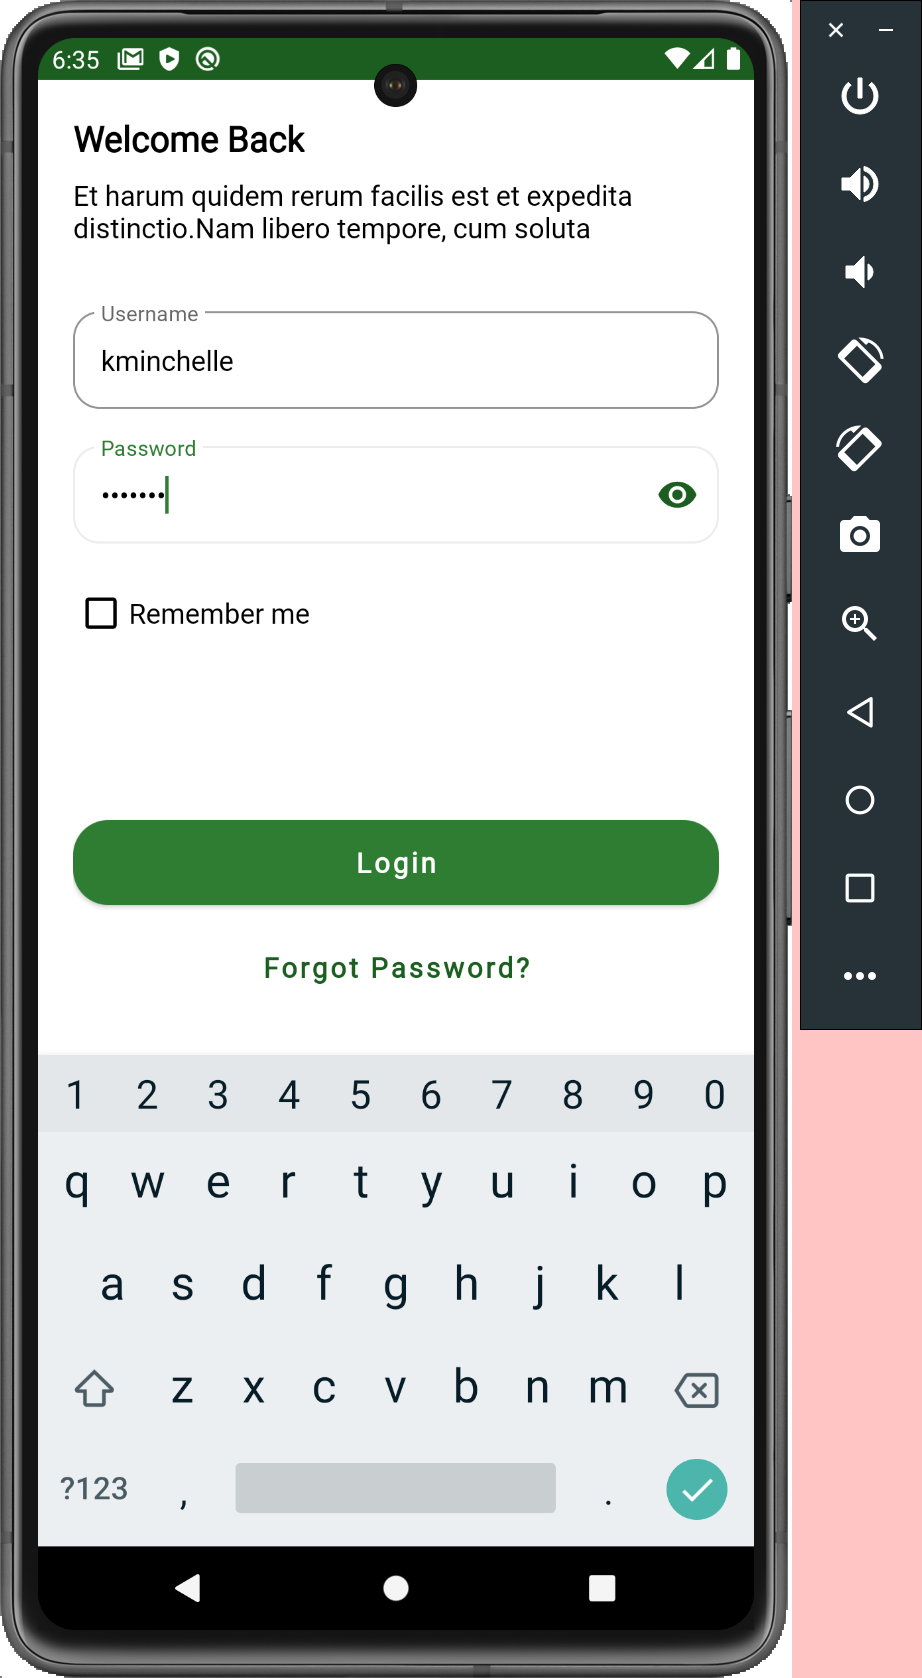 6:35
Welcome Back
Et harum quidem rerum facilis est et expedita
distinctio.Nam libero tempore, cum soluta
Username
kminchelle
Password
•••••••
Remember me
Login
Forgot Password?
1 2 3 4 5 6 7 8 9 0
q w e r t y u i o p
a s d f g h j k l
z x c v b n m
?123 , .